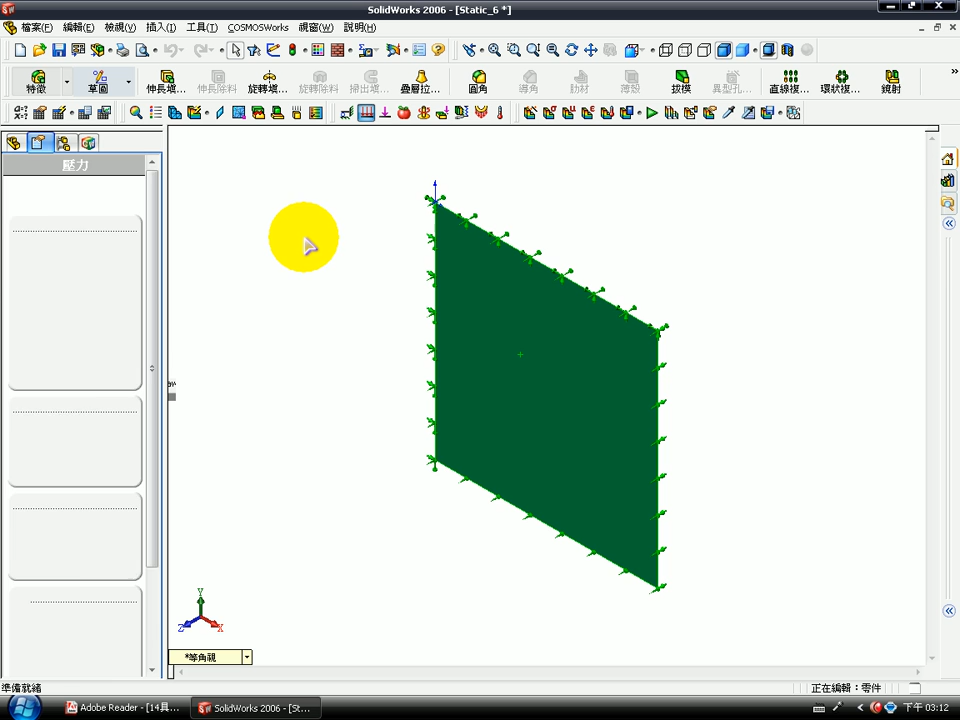 SolidWorks 2006 - [Static_6 *]
檔案(F) 編輯(E) 檢視(V) 插入(I) 工具(T) COSMOSWorks 視窗(W) 說明(H)
特徵 草圖 伸長填... 伸長除料 旋轉填... 旋轉除料 掃出填... 疊層拉... 圓角 導角 肋材 薄殼 拔模 異型孔... 直線複... 環狀複... 鏡射
壓力
Y
Z X
*等角視
準備就緒 正在編輯：零件
Adobe Reader - [14具... SolidWorks 2006 - [St... 下午 03:12